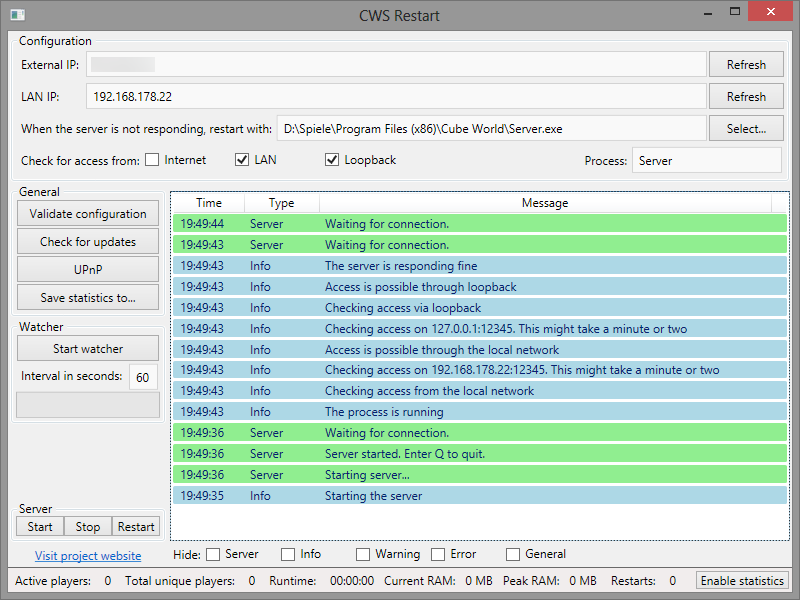 CWS Restart
Configuration
External IP:
Refresh
LAN IP: 192.168.178.22 Refresh
When the server is not responding, restart with: D:\Spiele\Program Files (x86)\Cube World\Server.exe Select...
Check for access from: Internet LAN Loopback Process: Server
General
Validate configuration
Check for updates
UPnP
Save statistics to...
Watcher
Start watcher
Interval in seconds: 60
Server
Start Stop Restart
Visit project website
Time Type Message
19:49:44 Server Waiting for connection.
19:49:43 Server Waiting for connection.
19:49:43 Info The server is responding fine
19:49:43 Info Access is possible through loopback
19:49:43 Info Checking access via loopback
19:49:43 Info Checking access on 127.0.0.1:12345. This might take a minute or two
19:49:43 Info Access is possible through the local network
19:49:43 Info Checking access on 192.168.178.22:12345. This might take a minute or two
19:49:43 Info Checking access from the local network
19:49:43 Info The process is running
19:49:36 Server Waiting for connection.
19:49:36 Server Server started. Enter Q to quit.
19:49:36 Server Starting server...
19:49:35 Info Starting the server
Hide: Server Info Warning Error General
Active players: 0 Total unique players: 0 Runtime: 00:00:00 Current RAM: 0 MB Peak RAM: 0 MB Restarts: 0 Enable statistics